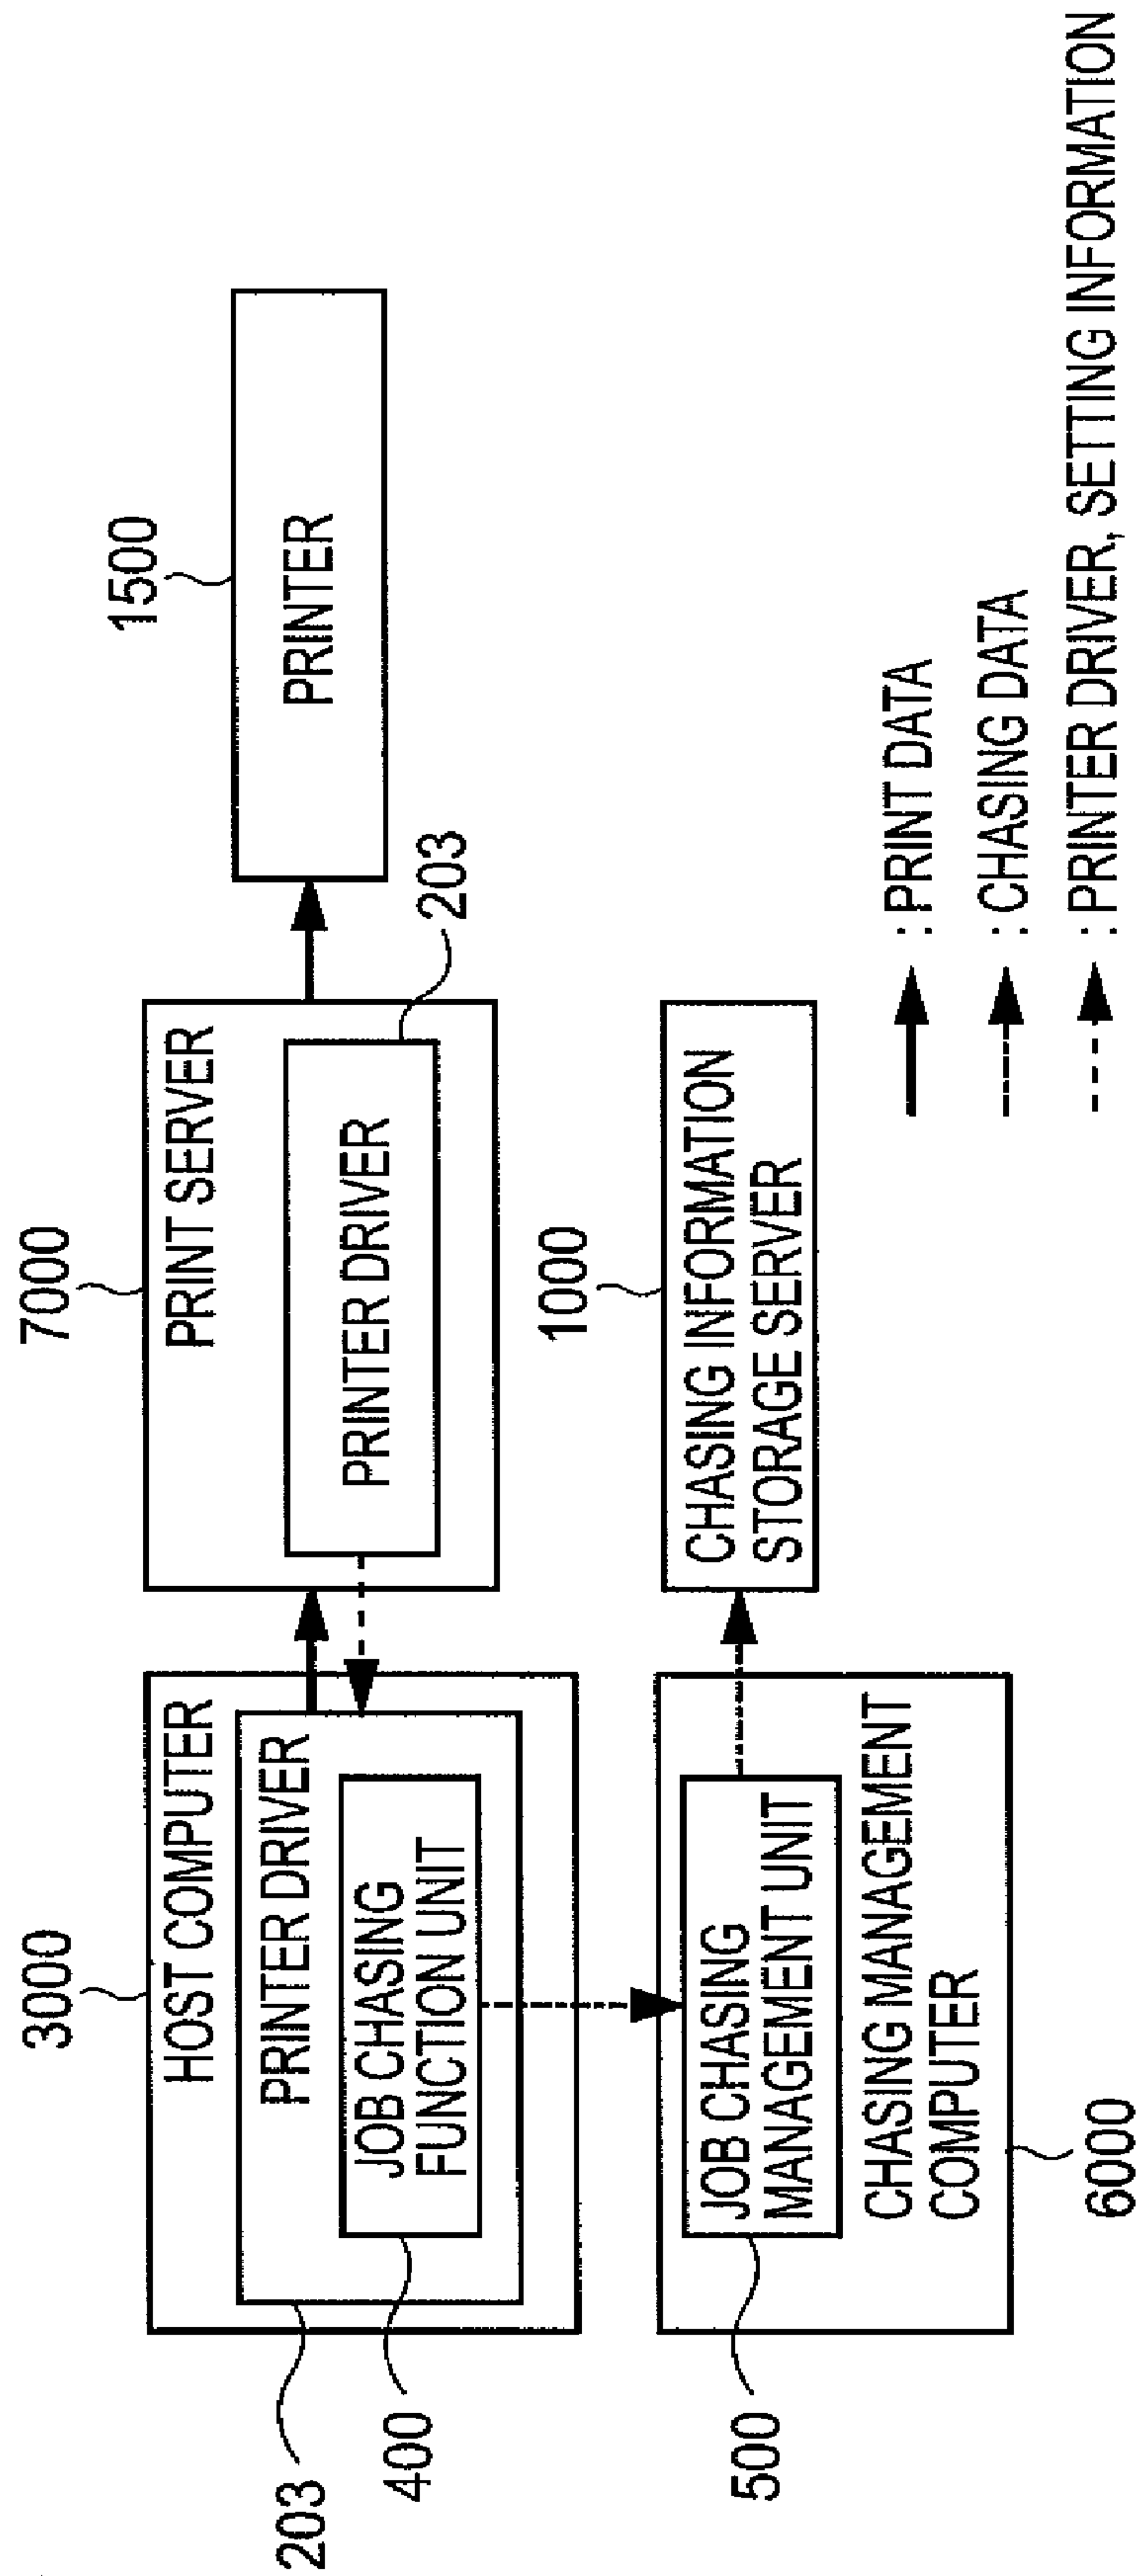 3000
HOST COMPUTER
PRINTER DRIVER
JOB CHASING
FUNCTION UNIT
203
400
7000
PRINT SERVER
PRINTER DRIVER
203
1500
PRINTER
JOB CHASING
MANAGEMENT UNIT
CHASING MANAGEMENT
COMPUTER
500
6000
1000
CHASING INFORMATION
STORAGE SERVER
: PRINT DATA
: CHASING DATA
: PRINTER DRIVER, SETTING INFORMATION